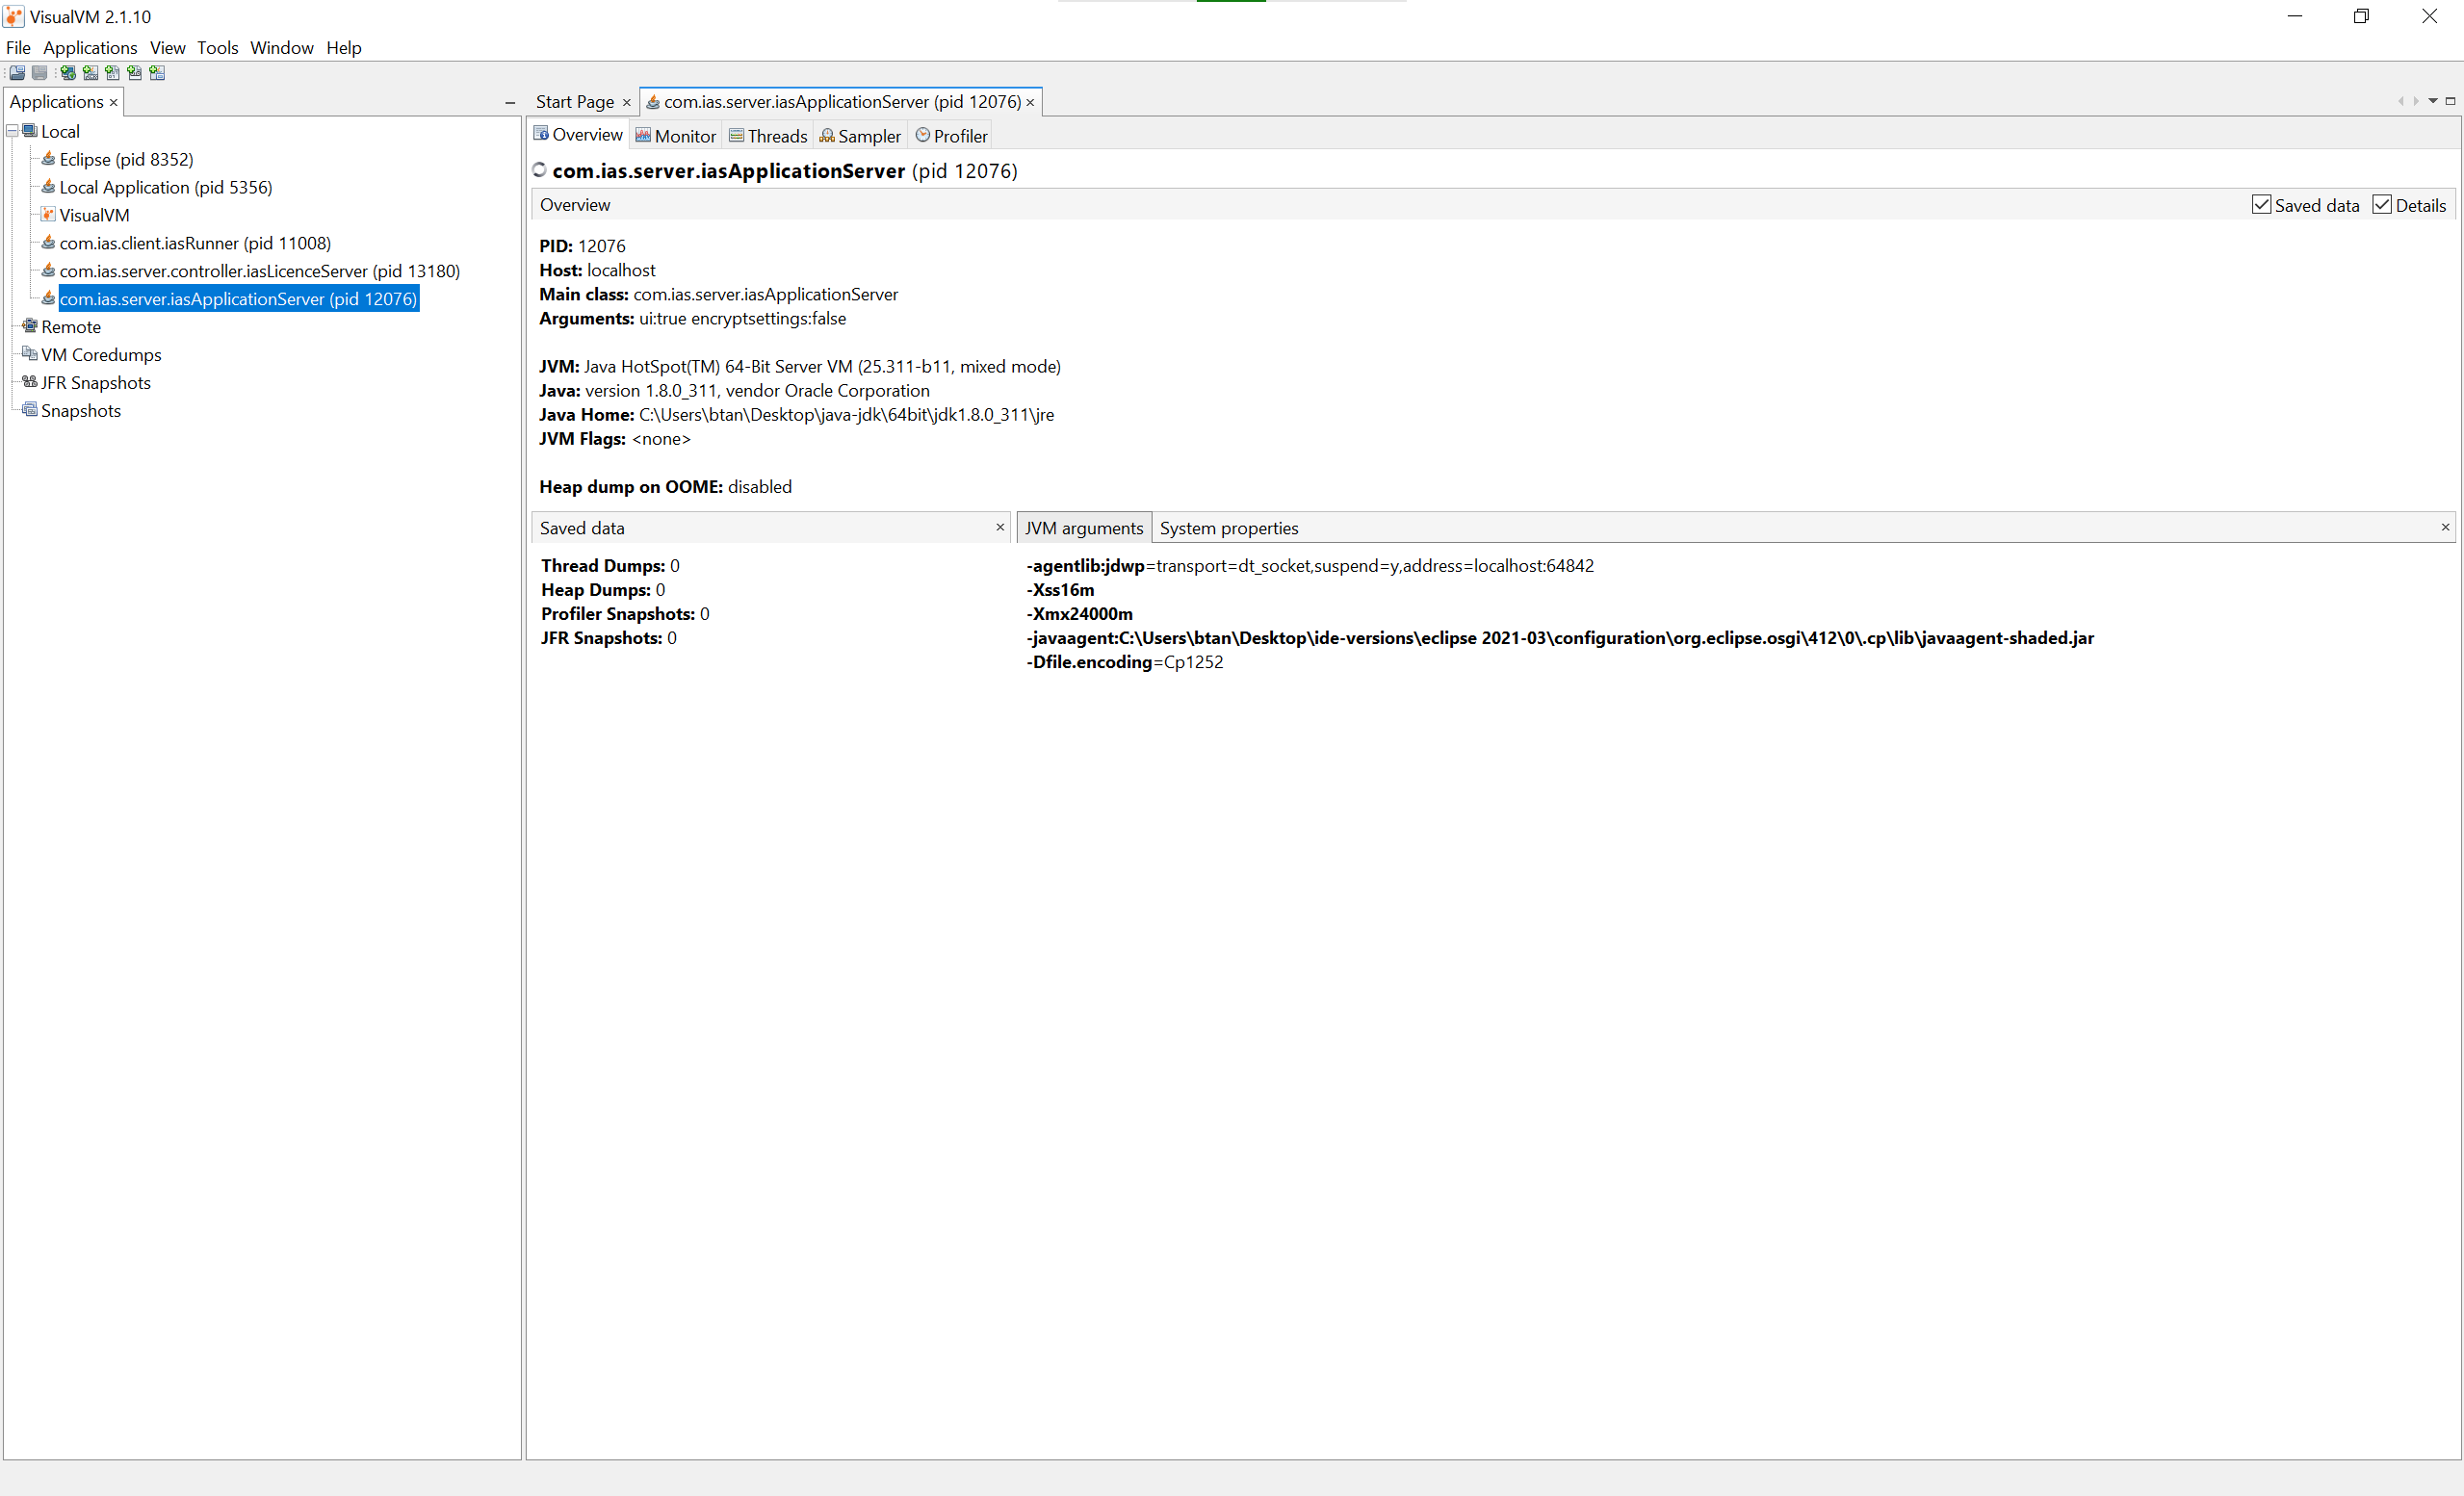 VisualVM 2.1.10
File Applications View Tools Window Help
Applications
Start Page
com.ias.server.iasApplicationServer (pid 12076)
Local
Eclipse (pid 8352)
Local Application (pid 5356)
VisualVM
com.ias.client.iasRunner (pid 11008)
com.ias.server.controller.iasLicenceServer (pid 13180)
com.ias.server.iasApplicationServer (pid 12076)
Remote
VM Coredumps
JFR Snapshots
Snapshots
Overview Monitor Threads Sampler Profiler
com.ias.server.iasApplicationServer (pid 12076)
Overview
Saved data Details
PID: 12076
Host: localhost
Main class: com.ias.server.iasApplicationServer
Arguments: ui:true encryptsettings:false
JVM: Java HotSpot(TM) 64-Bit Server VM (25.311-b11, mixed mode)
Java: version 1.8.0_311, vendor Oracle Corporation
Java Home: C:\Users\btan\Desktop\java-jdk\64bit\jdk1.8.0_311\jre
JVM Flags: <none>
Heap dump on OOME: disabled
Saved data
Thread Dumps: 0
Heap Dumps: 0
Profiler Snapshots: 0
JFR Snapshots: 0
JVM arguments System properties
-agentlib:jdwp=transport=dt_socket,suspend=y,address=localhost:64842
-Xss16m
-Xmx24000m
-javaagent:C:\Users\btan\Desktop\ide-versions\eclipse 2021-03\configuration\org.eclipse.osgi\412\0\.cp\lib\javaagent-shaded.jar
-Dfile.encoding=Cp1252